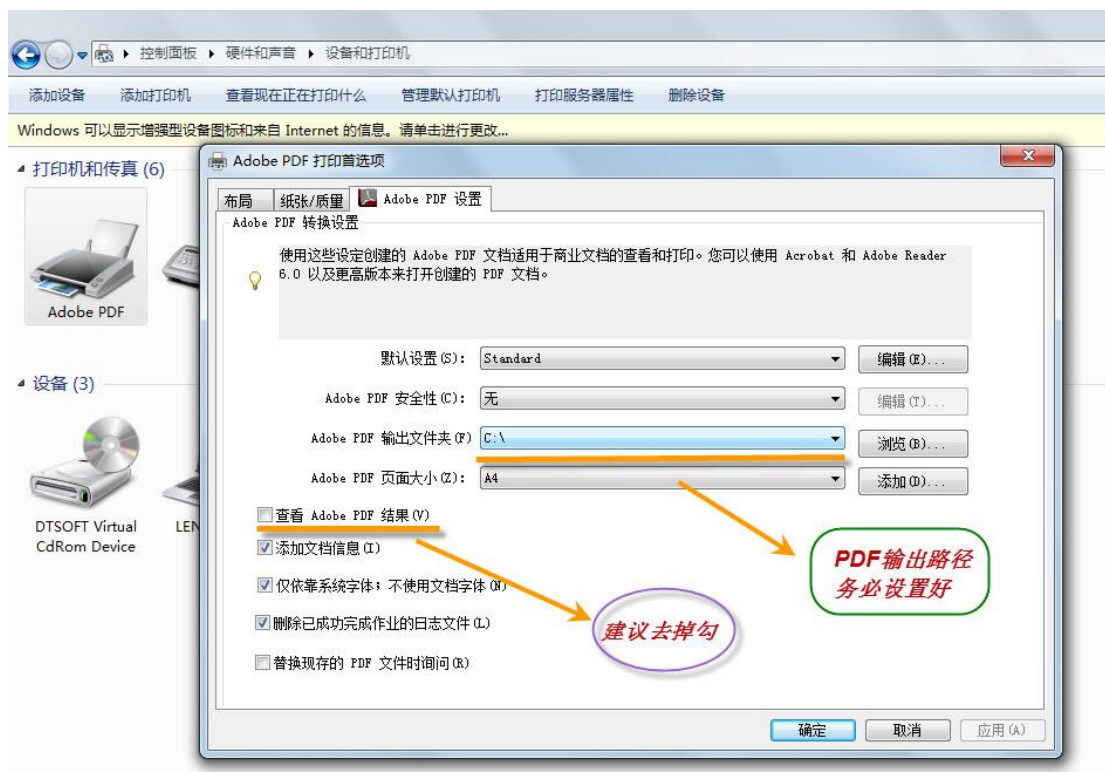 控制面板 ▸ 硬件和声音 ▸ 设备和打印机
添加设备 添加打印机 查看现在正在打印什么 管理默认打印机 打印服务器属性 删除设备
Windows 可以显示增强型设备图标和来自 Internet 的信息。请单击进行更改...
打印机和传真 (6)
Adobe PDF 打印首选项
布局 纸张/质量 Adobe PDF 设置
Adobe PDF 转换设置
使用这些设定创建的 Adobe PDF 文档适用于商业文档的查看和打印。您可以使用 Acrobat 和 Adobe Reader
6.0 以及更高版本来打开创建的 PDF 文档。
Adobe PDF
默认设置(S): Standard 编辑(E)...
设备 (3)
Adobe PDF 安全性(C): 无 编辑(T)...
Adobe PDF 输出文件夹(F) C:\ 浏览(B)...
Adobe PDF 页面大小(Z): A4 添加(D)...
查看 Adobe PDF 结果(V)
DTSOFT Virtual
CdRom Device
LEN
添加文档信息(I)
PDF输出路径
务必设置好
仅依靠系统字体；不使用文档字体(N)
删除已成功完成作业的日志文件(L)
建议去掉勾
替换现存的 PDF 文件时询问(R)
确定 取消 应用(A)